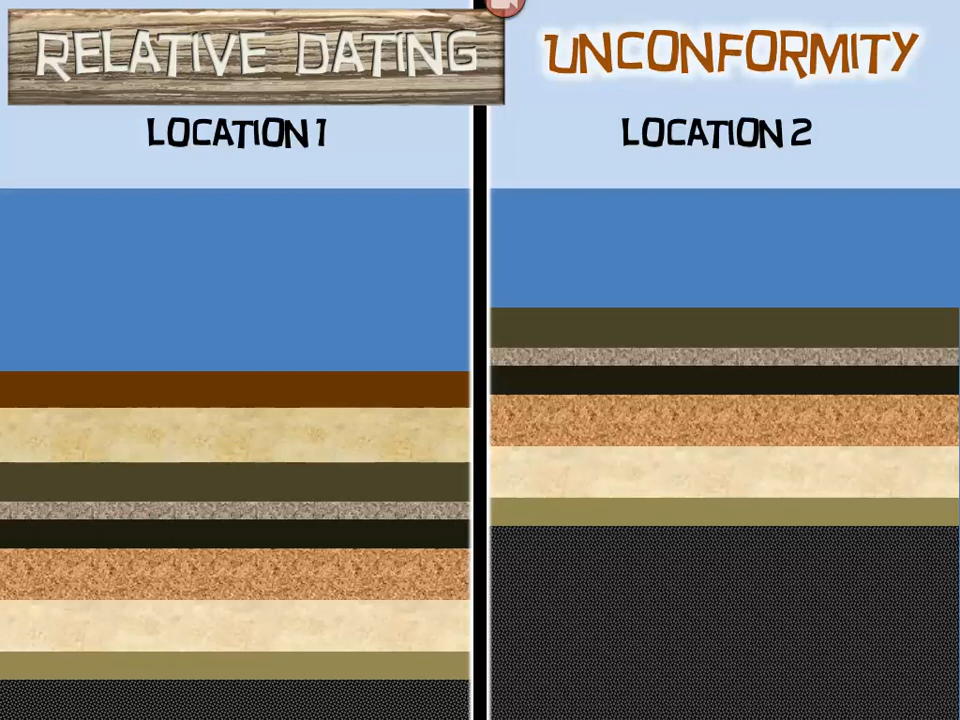 RELATIVE DATING
UNCONFORMITY
LOCATION 1
LOCATION 2